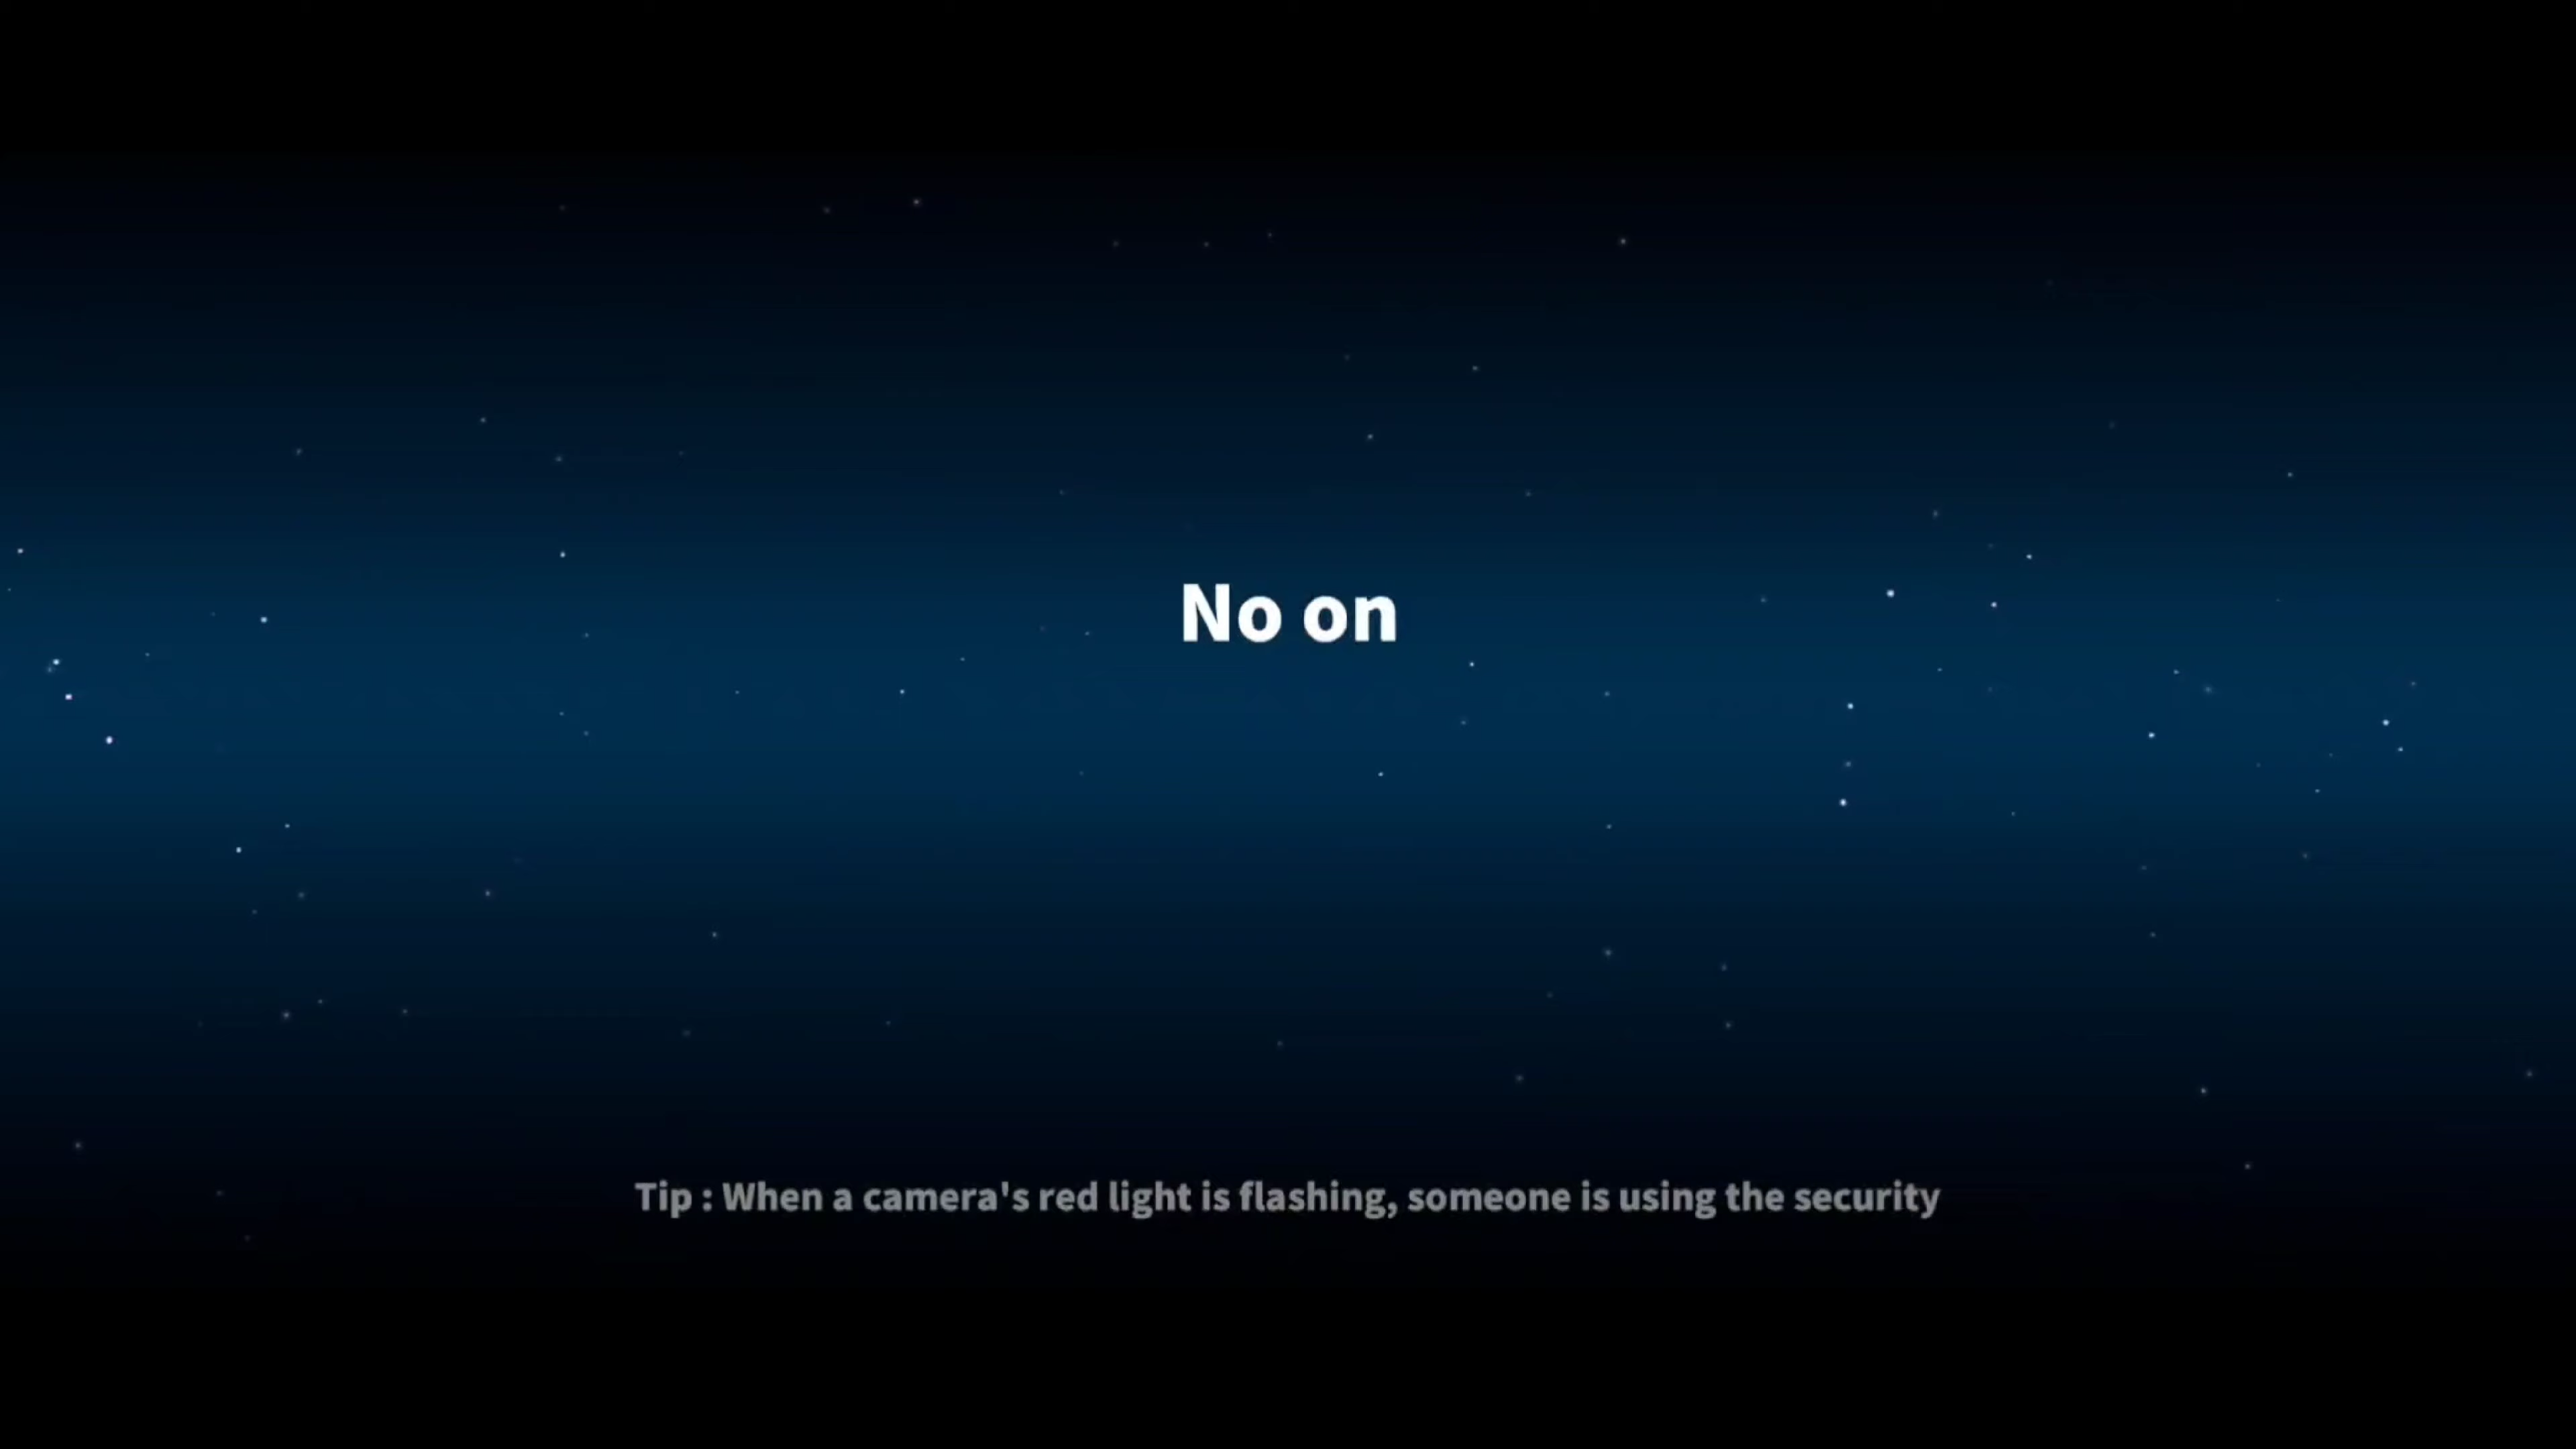 No on
Tip : When a camera's red light is flashing, someone is using the security